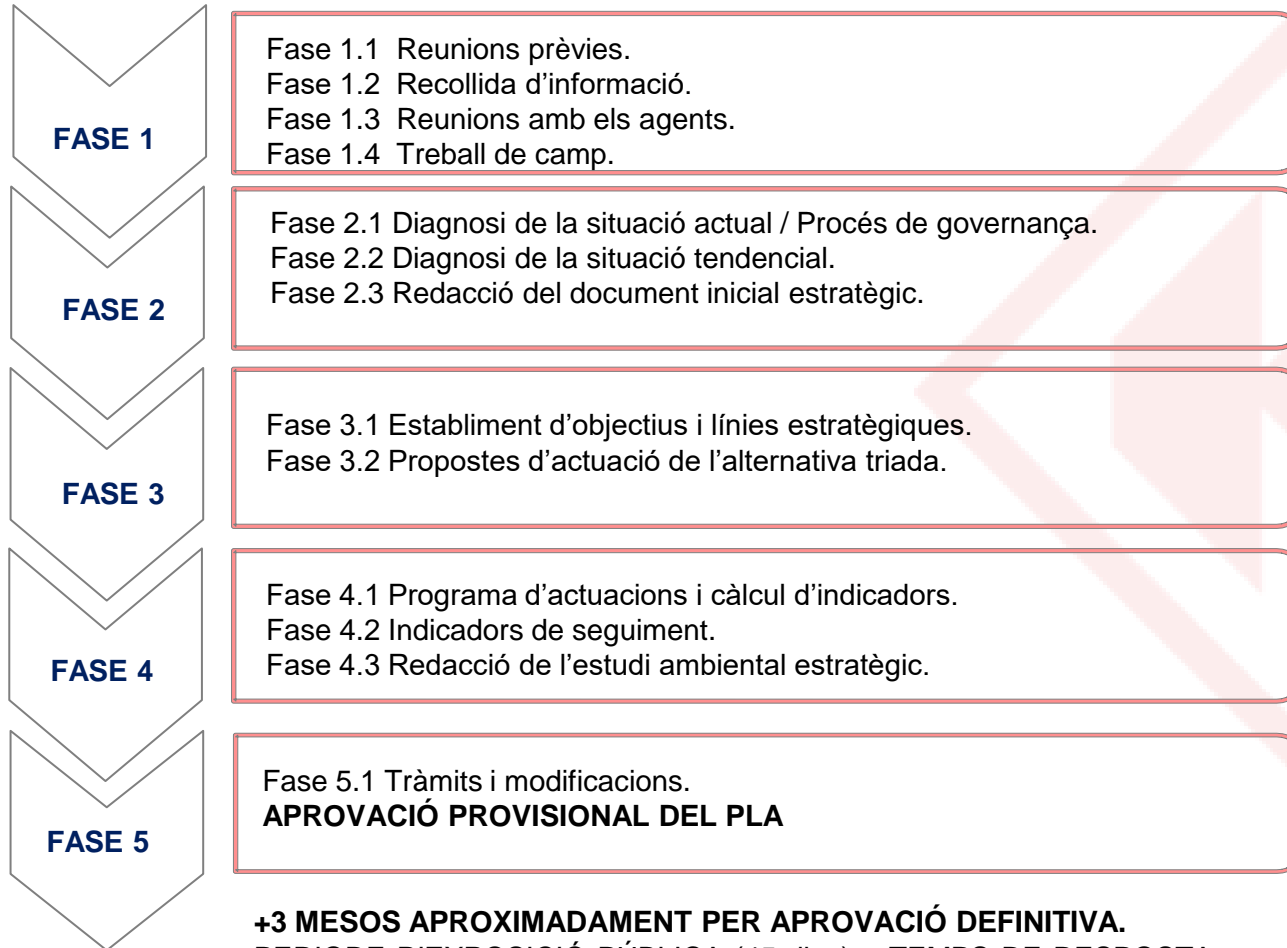 FASE 1
Fase 1.1 Reunions prèvies.
Fase 1.2 Recollida d’informació.
Fase 1.3 Reunions amb els agents.
Fase 1.4 Treball de camp.
FASE 2
Fase 2.1 Diagnosi de la situació actual / Procés de governança.
Fase 2.2 Diagnosi de la situació tendencial.
Fase 2.3 Redacció del document inicial estratègic.
FASE 3
Fase 3.1 Establiment d’objectius i línies estratègiques.
Fase 3.2 Propostes d’actuació de l’alternativa triada.
FASE 4
Fase 4.1 Programa d’actuacions i càlcul d’indicadors.
Fase 4.2 Indicadors de seguiment.
Fase 4.3 Redacció de l’estudi ambiental estratègic.
FASE 5
Fase 5.1 Tràmits i modificacions.
APROVACIÓ PROVISIONAL DEL PLA
+3 MESOS APROXIMADAMENT PER APROVACIÓ DEFINITIVA.